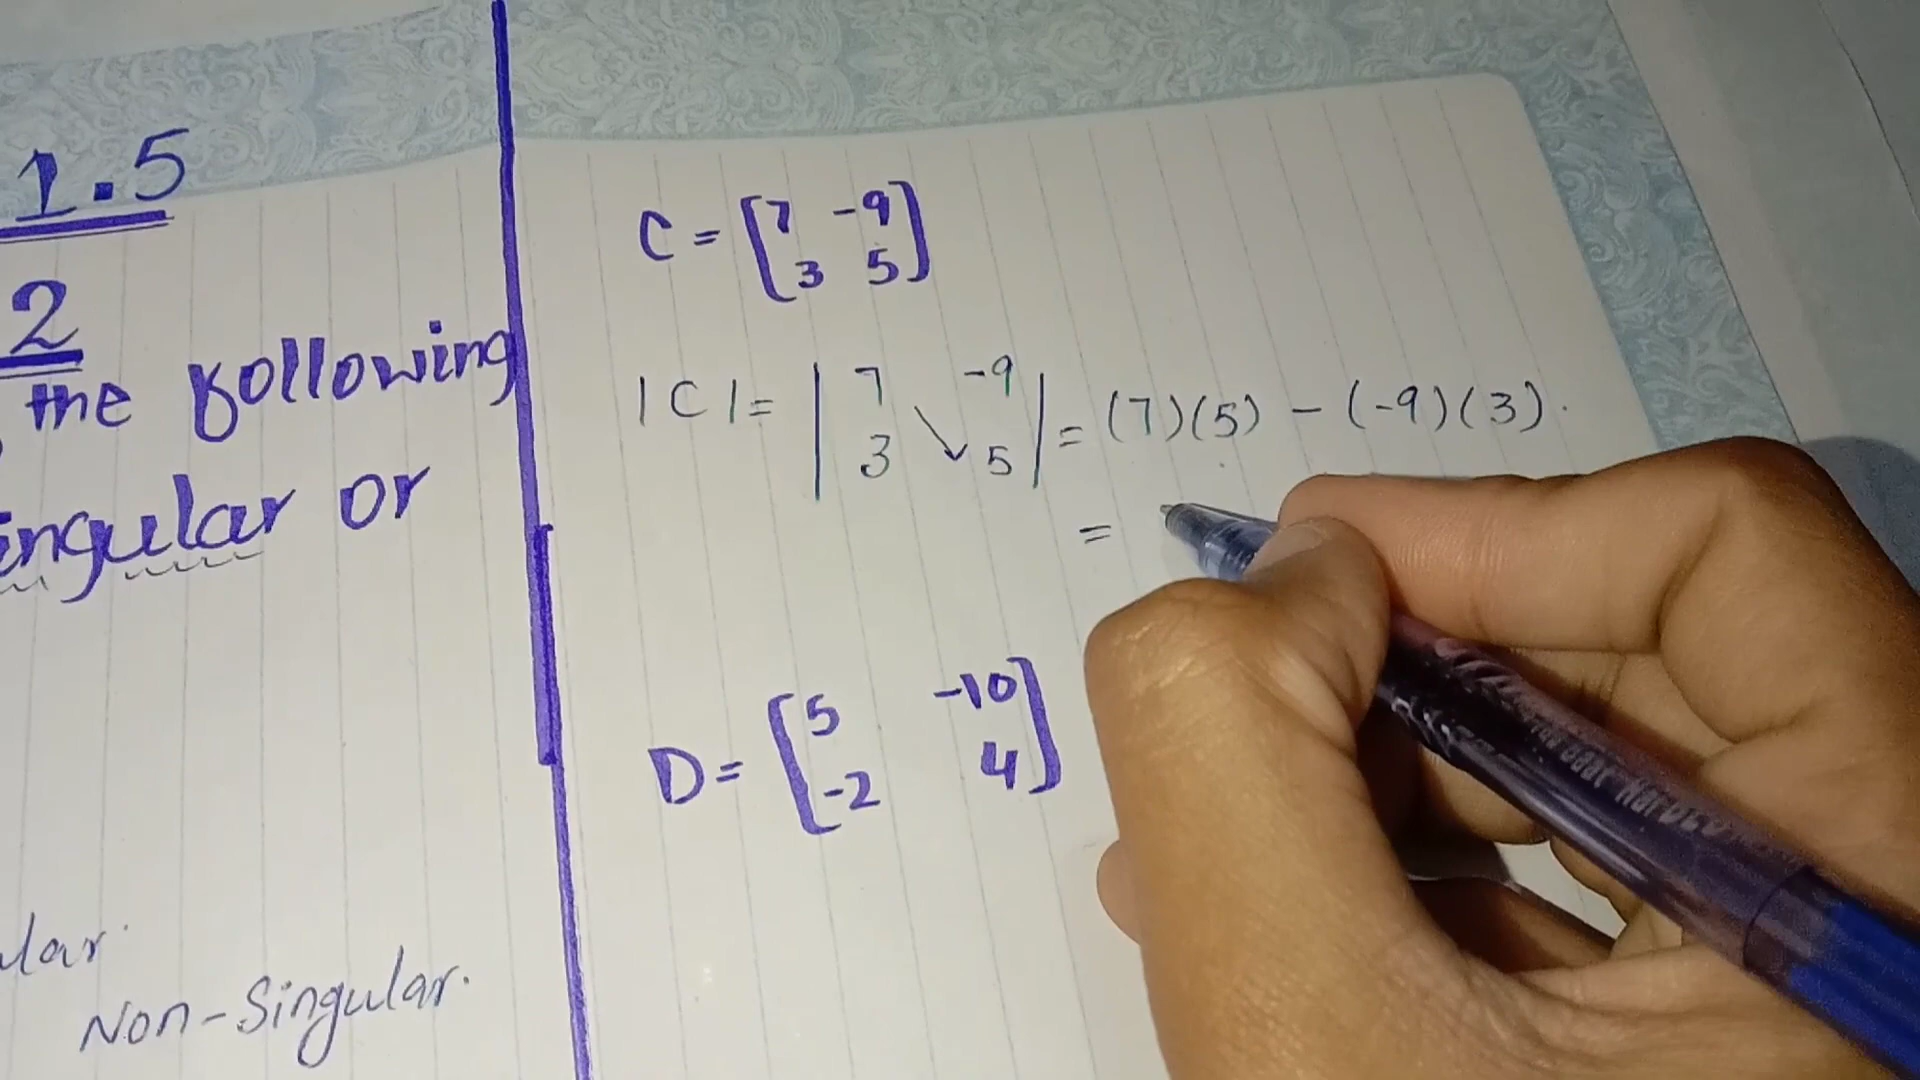 1.5
2
the following
ingular or
ular.
Non-Singular.
C = [7 -9
3 5]
|C| = |7 -9
3 5| = (7)(5) - (-9)(3).
=
D = [5 -10
-2 4]